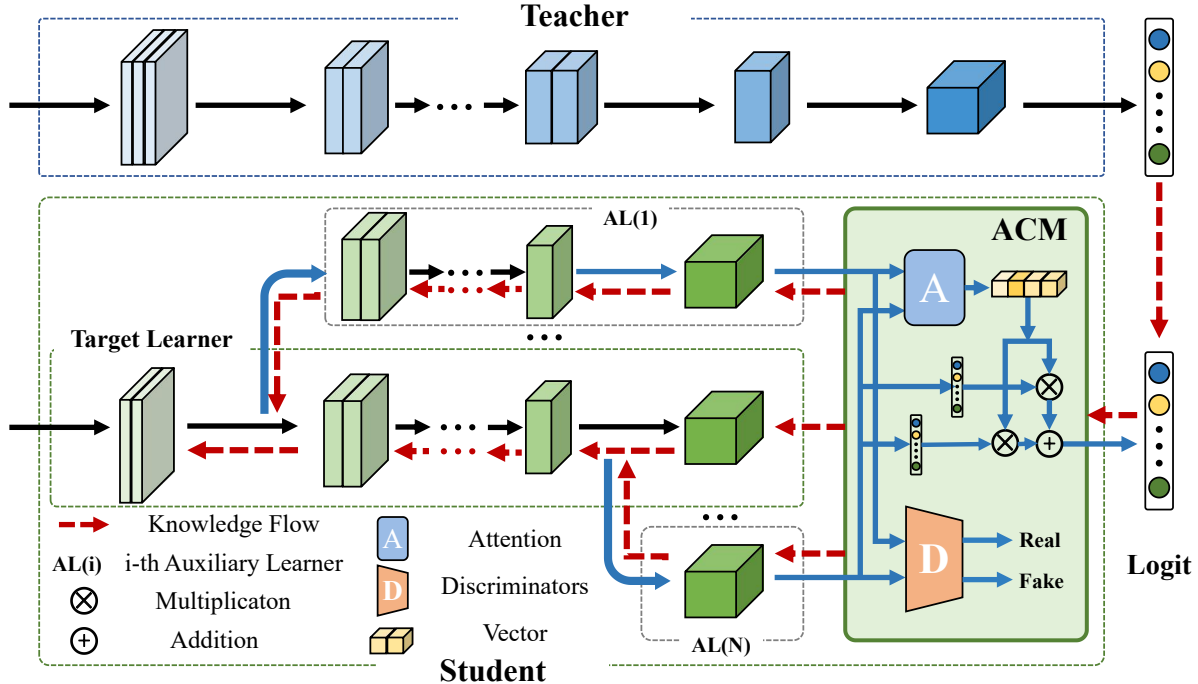 Teacher
AL(1)
ACM
A
Target Learner
Knowledge Flow
A
Attention
AL(i)
i-th Auxiliary Learner
D
Discriminators
Multiplicaton
Addition
Vector
D
Real
Fake
Logit
AL(N)
Student